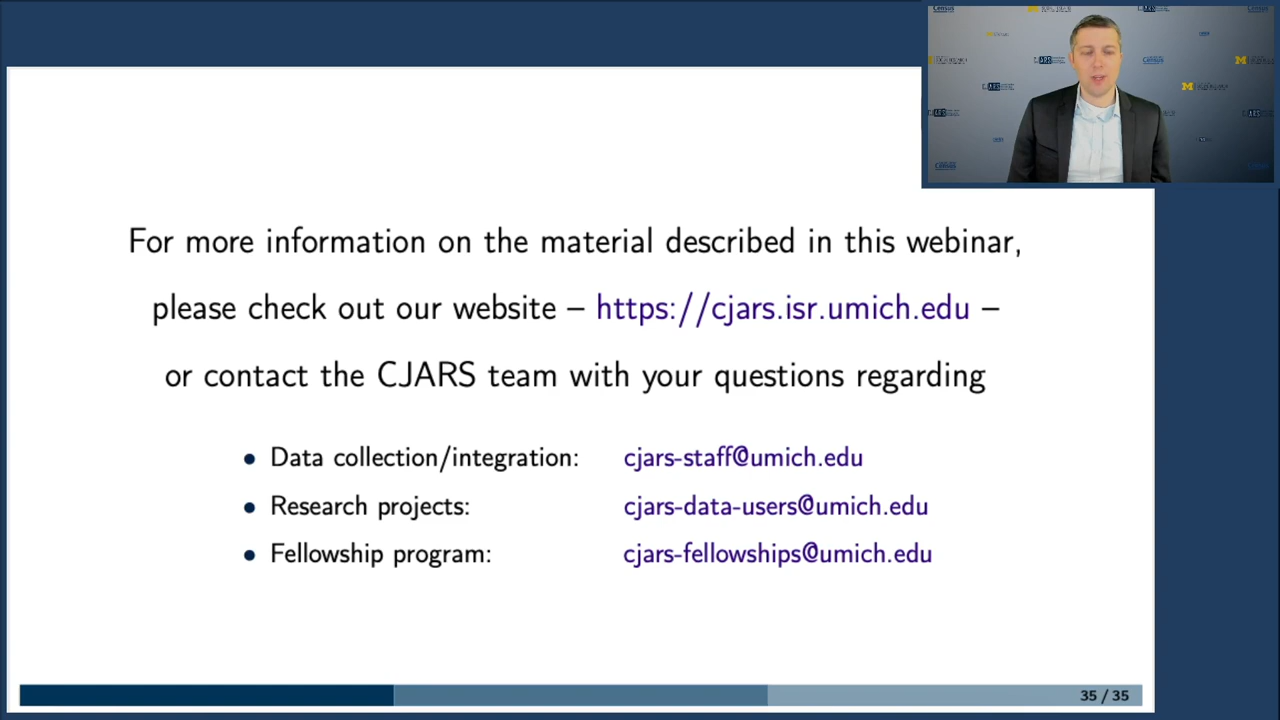 For more information on the material described in this webinar,
please check out our website – https://cjars.isr.umich.edu –
or contact the CJARS team with your questions regarding
• Data collection/integration: cjars-staff@umich.edu
• Research projects: cjars-data-users@umich.edu
• Fellowship program: cjars-fellowships@umich.edu
35 / 35
Census
Census
M
M